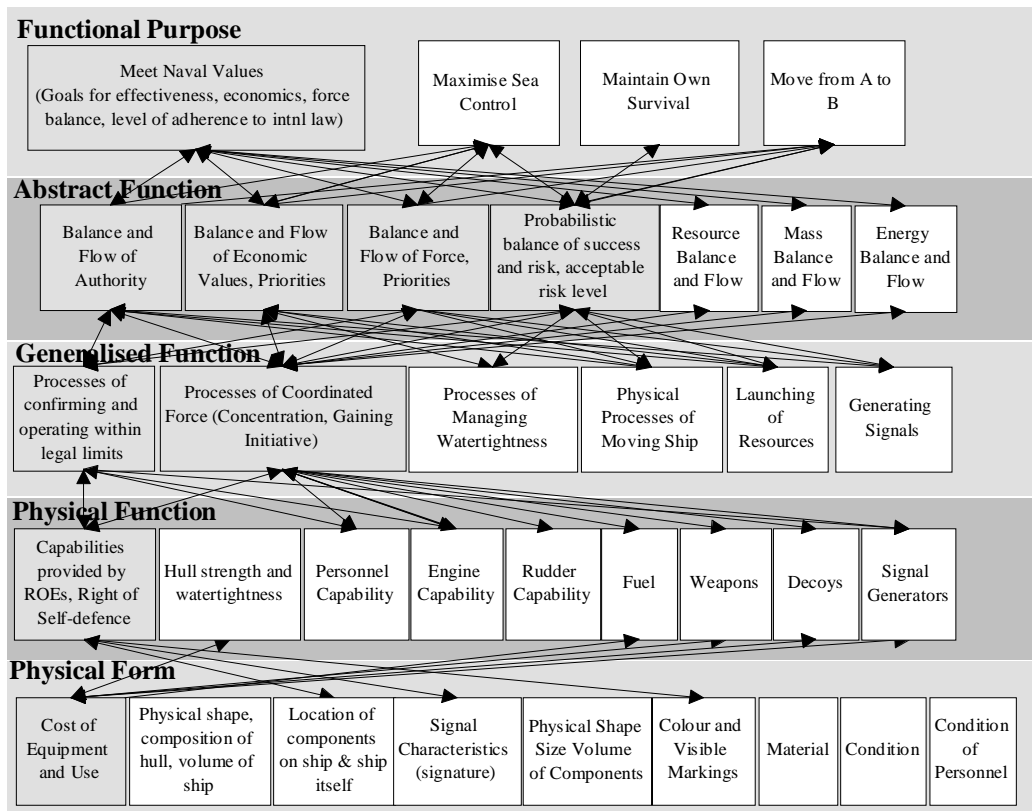 Functional Purpose
Meet Naval Values
(Goals for effectiveness, economics, force
balance, level of adherence to intnl law)
Maximise Sea
Control
Maintain Own
Survival
Move from A to
B
Abstract Function
Balance and
Flow of
Authority
Balance and Flow
of Economic
Values, Priorities
Balance and
Flow of Force,
Priorities
Probabilistic
balance of success
and risk, acceptable
risk level
Resource
Balance
and Flow
Mass
Balance
and Flow
Energy
Balance and
Flow
Generalised Function
Processes of
confirming and
operating within
legal limits
Processes of Coordinated
Force (Concentration, Gaining
Initiative)
Processes of
Managing
Watertightness
Physical
Processes of
Moving Ship
Launching
of
Resources
Generating
Signals
Physical Function
Capabilities
provided by
ROEs, Right of
Self-defence
Hull strength and
watertightness
Personnel
Capability
Engine
Capability
Rudder
Capability
Fuel
Weapons
Decoys
Signal
Generators
Physical Form
Cost of
Equipment
and Use
Physical shape,
composition of
hull, volume of
ship
Location of
components
on ship & ship
itself
Signal
Characteristics
(signature)
Physical Shape
Size Volume
of Components
Colour and
Visible
Markings
Material
Condition
Condition
of
Personnel